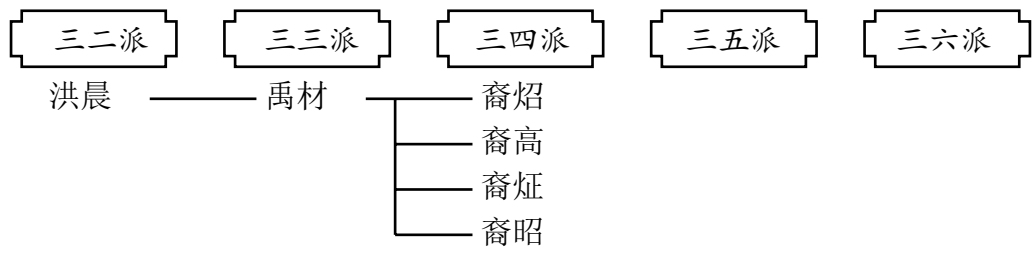 三二派 三三派 三四派 三五派 三六派
洪晨 禹材 裔炤
裔高
裔炡
裔昭